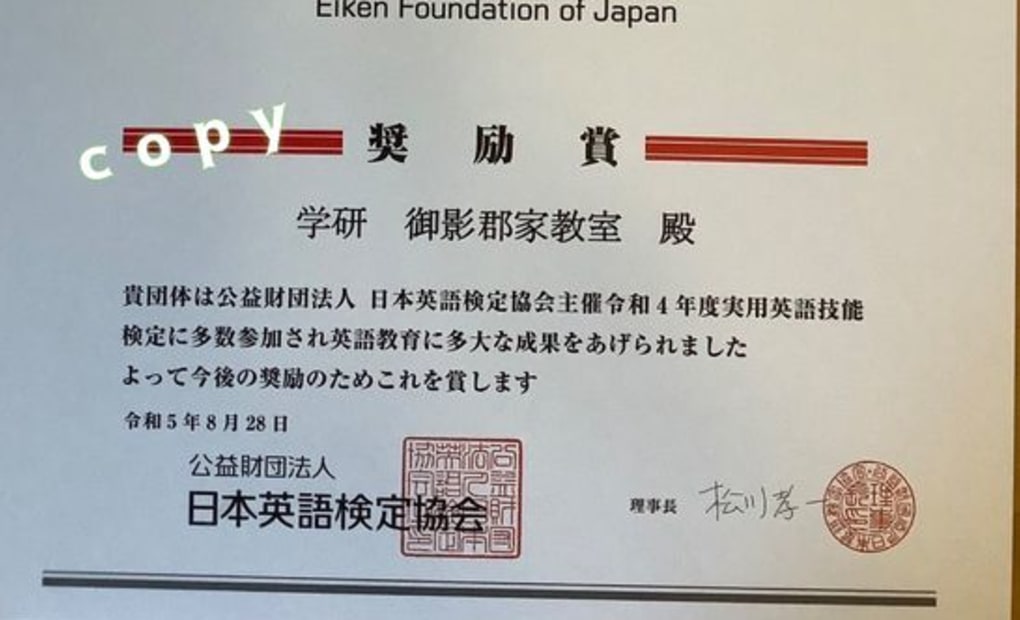 Eiken Foundation of Japan
copy
奨励賞
学研 御影郡家教室 殿
貴団体は公益財団法人 日本英語検定協会主催令和4年度実用英語技能
検定に多数参加され英語教育に多大な成果をあげられました
よって今後の奨励のためこれを賞します
令和5年8月28日
公益財団法人
日本英語検定協会
理事長 松川孝一